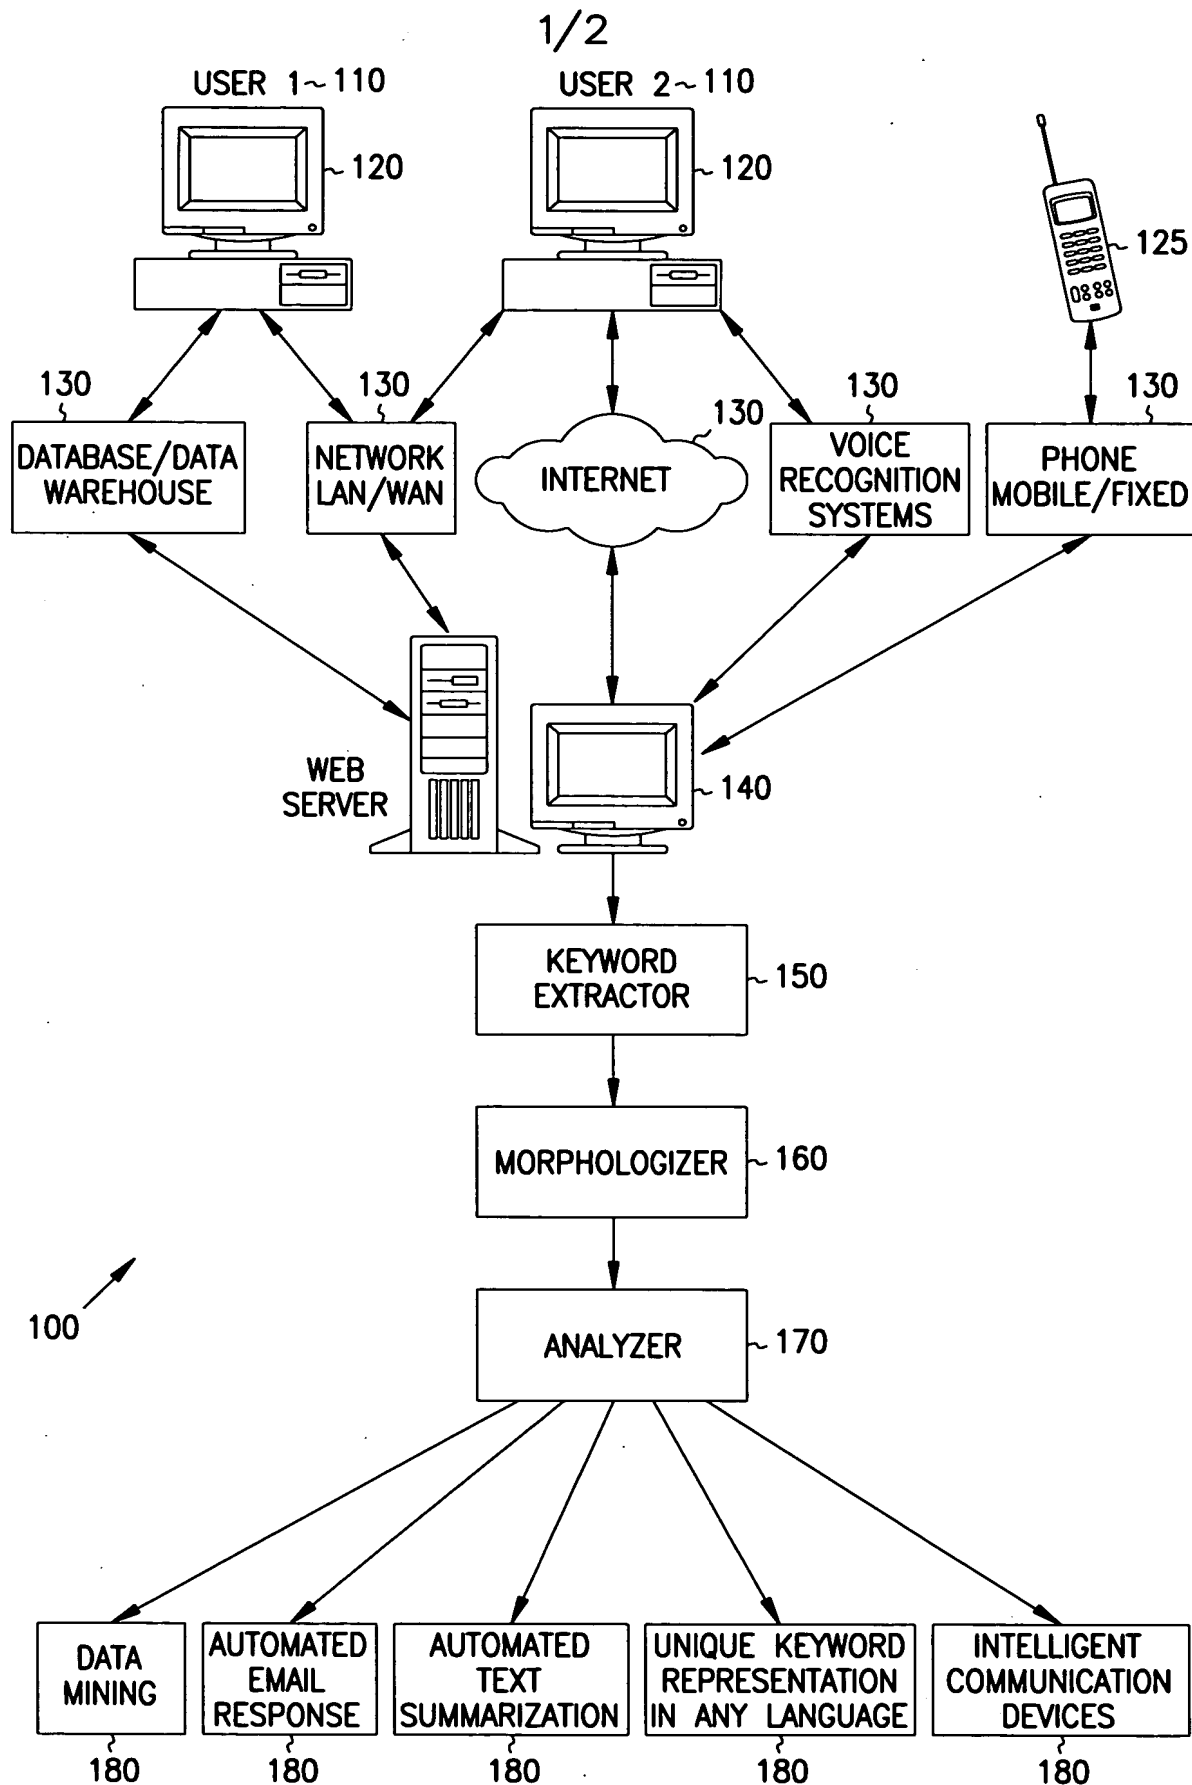 1/2
USER 1~110
USER 2~110
120
120
125
130
130
130
130
130
DATABASE/DATA
WAREHOUSE
NETWORK
LAN/WAN
INTERNET
VOICE
RECOGNITION
SYSTEMS
PHONE
MOBILE/FIXED
WEB
SERVER
140
KEYWORD
EXTRACTOR
150
MORPHOLOGIZER
160
100
ANALYZER
170
DATA
MINING
AUTOMATED
EMAIL
RESPONSE
AUTOMATED
TEXT
SUMMARIZATION
UNIQUE KEYWORD
REPRESENTATION
IN ANY LANGUAGE
INTELLIGENT
COMMUNICATION
DEVICES
180
180
180
180
180